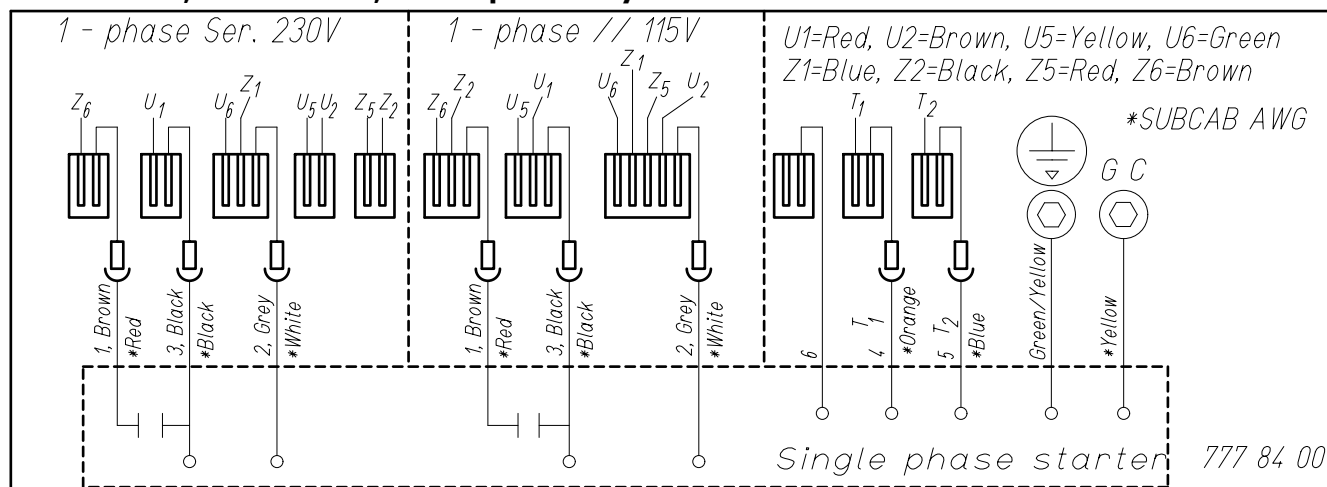 1 - phase Ser. 230V
1 - phase // 115V
U1=Red, U2=Brown, U5=Yellow, U6=Green
Z1=Blue, Z2=Black, Z5=Red, Z6=Brown
*SUBCAB AWG
Z6 U1 U6 Z1 U5 U2 Z5 Z2
Z6 Z2 U5 U1 U6 Z1 Z5 U2
T1 T2
G C
1, Brown
*Red
3, Black
*Black
2, Grey
*White
1, Brown
*Red
3, Black
*Black
2, Grey
*White
6
4 T1
*Orange
5 T2
*Blue
Green/Yellow
*Yellow
Single phase starter
777 84 00